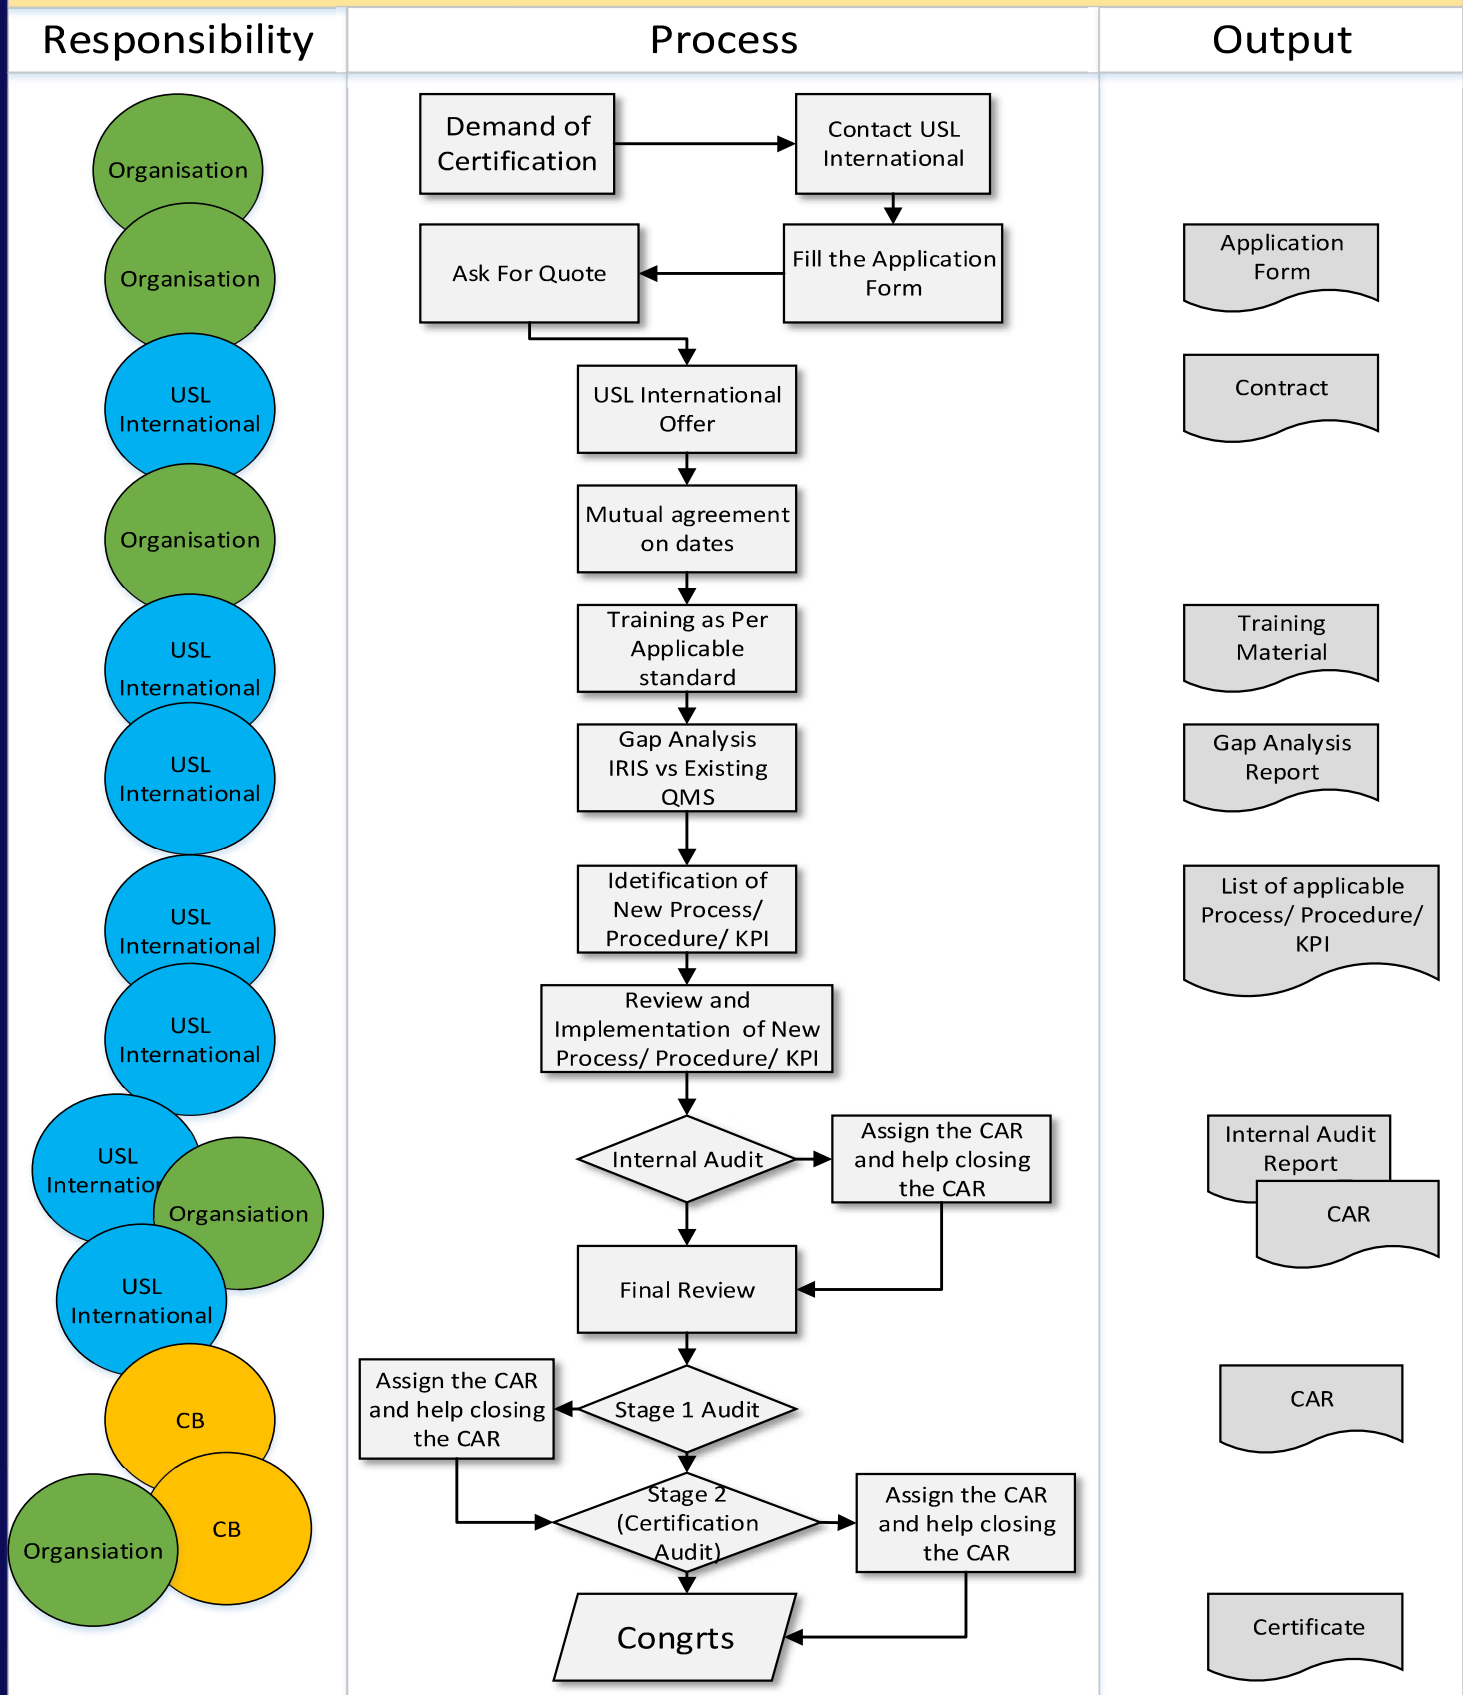 Responsibility
Process
Output
Organisation
Demand of
Certification
Contact USL
International
Organisation
Ask For Quote
Fill the Application
Form
Application
Form
USL
International
USL International
Offer
Contract
Organisation
Mutual agreement
on dates
USL
International
Training as Per
Applicable
standard
Training
Material
USL
International
Gap Analysis
IRIS vs Existing
QMS
Gap Analysis
Report
USL
International
Idetification of
New Process/
Procedure/ KPI
List of applicable
Process/ Procedure/
KPI
USL
International
Review and
Implementation of New
Process/ Procedure/ KPI
USL
Internation
Organsiation
Internal Audit
Assign the CAR
and help closing
the CAR
Internal Audit
Report
CAR
USL
International
Final Review
CB
Assign the CAR
and help closing
the CAR
Stage 1 Audit
CAR
Organsiation
CB
Stage 2
(Certification
Audit)
Assign the CAR
and help closing
the CAR
Congrts
Certificate